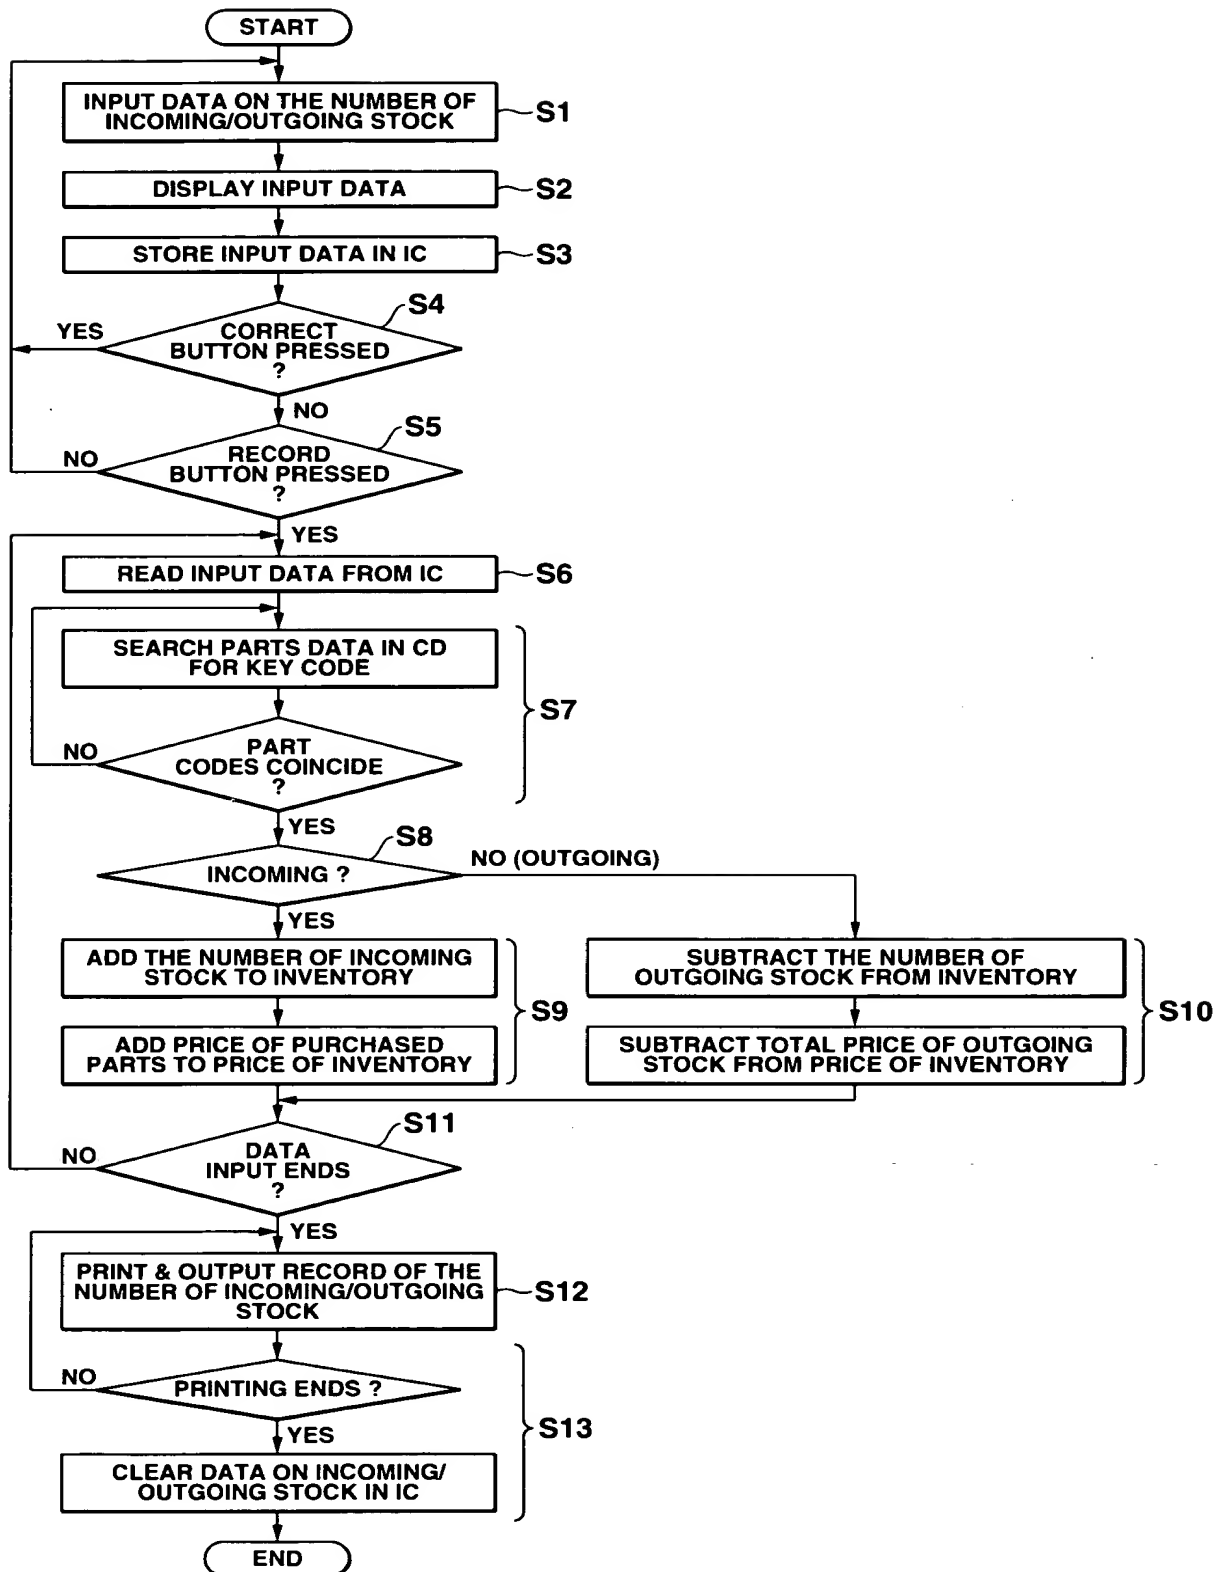 START
INPUT DATA ON THE NUMBER OF
INCOMING/OUTGOING STOCK
S1
DISPLAY INPUT DATA
S2
STORE INPUT DATA IN IC
S3
S4
YES
CORRECT
BUTTON PRESSED
?
NO
S5
NO
RECORD
BUTTON PRESSED
?
YES
READ INPUT DATA FROM IC
S6
SEARCH PARTS DATA IN CD
FOR KEY CODE
S7
NO
PART
CODES COINCIDE
?
YES
S8
INCOMING ?
NO (OUTGOING)
YES
ADD THE NUMBER OF INCOMING
STOCK TO INVENTORY
SUBTRACT THE NUMBER OF
OUTGOING STOCK FROM INVENTORY
S9
S10
ADD PRICE OF PURCHASED
PARTS TO PRICE OF INVENTORY
SUBTRACT TOTAL PRICE OF OUTGOING
STOCK FROM PRICE OF INVENTORY
S11
NO
DATA
INPUT ENDS
?
YES
PRINT & OUTPUT RECORD OF THE
NUMBER OF INCOMING/OUTGOING
STOCK
S12
NO
PRINTING ENDS ?
S13
YES
CLEAR DATA ON INCOMING/
OUTGOING STOCK IN IC
END